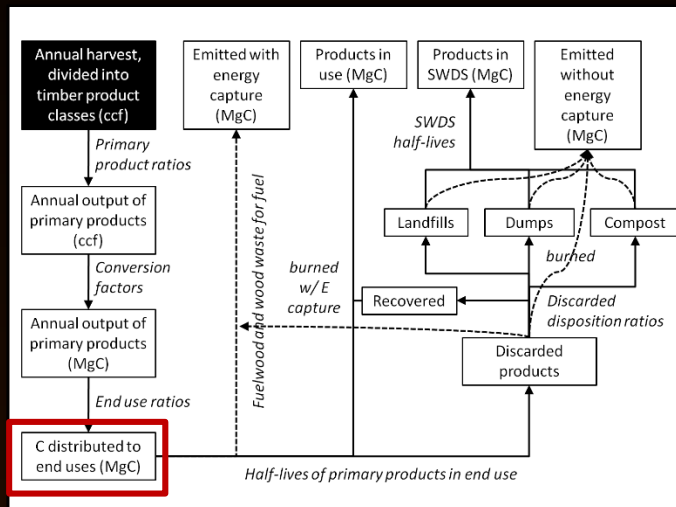 Annual harvest,
divided into
timber product
classes (ccf)
Emitted with
energy capture
(MgC)
Products in
use (MgC)
Products in
SWDS (MgC)
Emitted
without
energy
capture
(MgC)
Primary
product ratios
SWDS
half-lives
Annual output of
primary products
(ccf)
Landfills
Dumps
Compost
Conversion
factors
Fuelwood and wood waste for fuel
burned
w/ E
capture
burned
Recovered
Discarded
disposition ratios
Annual output of
primary products
(MgC)
Discarded
products
End use ratios
C distributed to
end uses (MgC)
Half-lives of primary products in end use